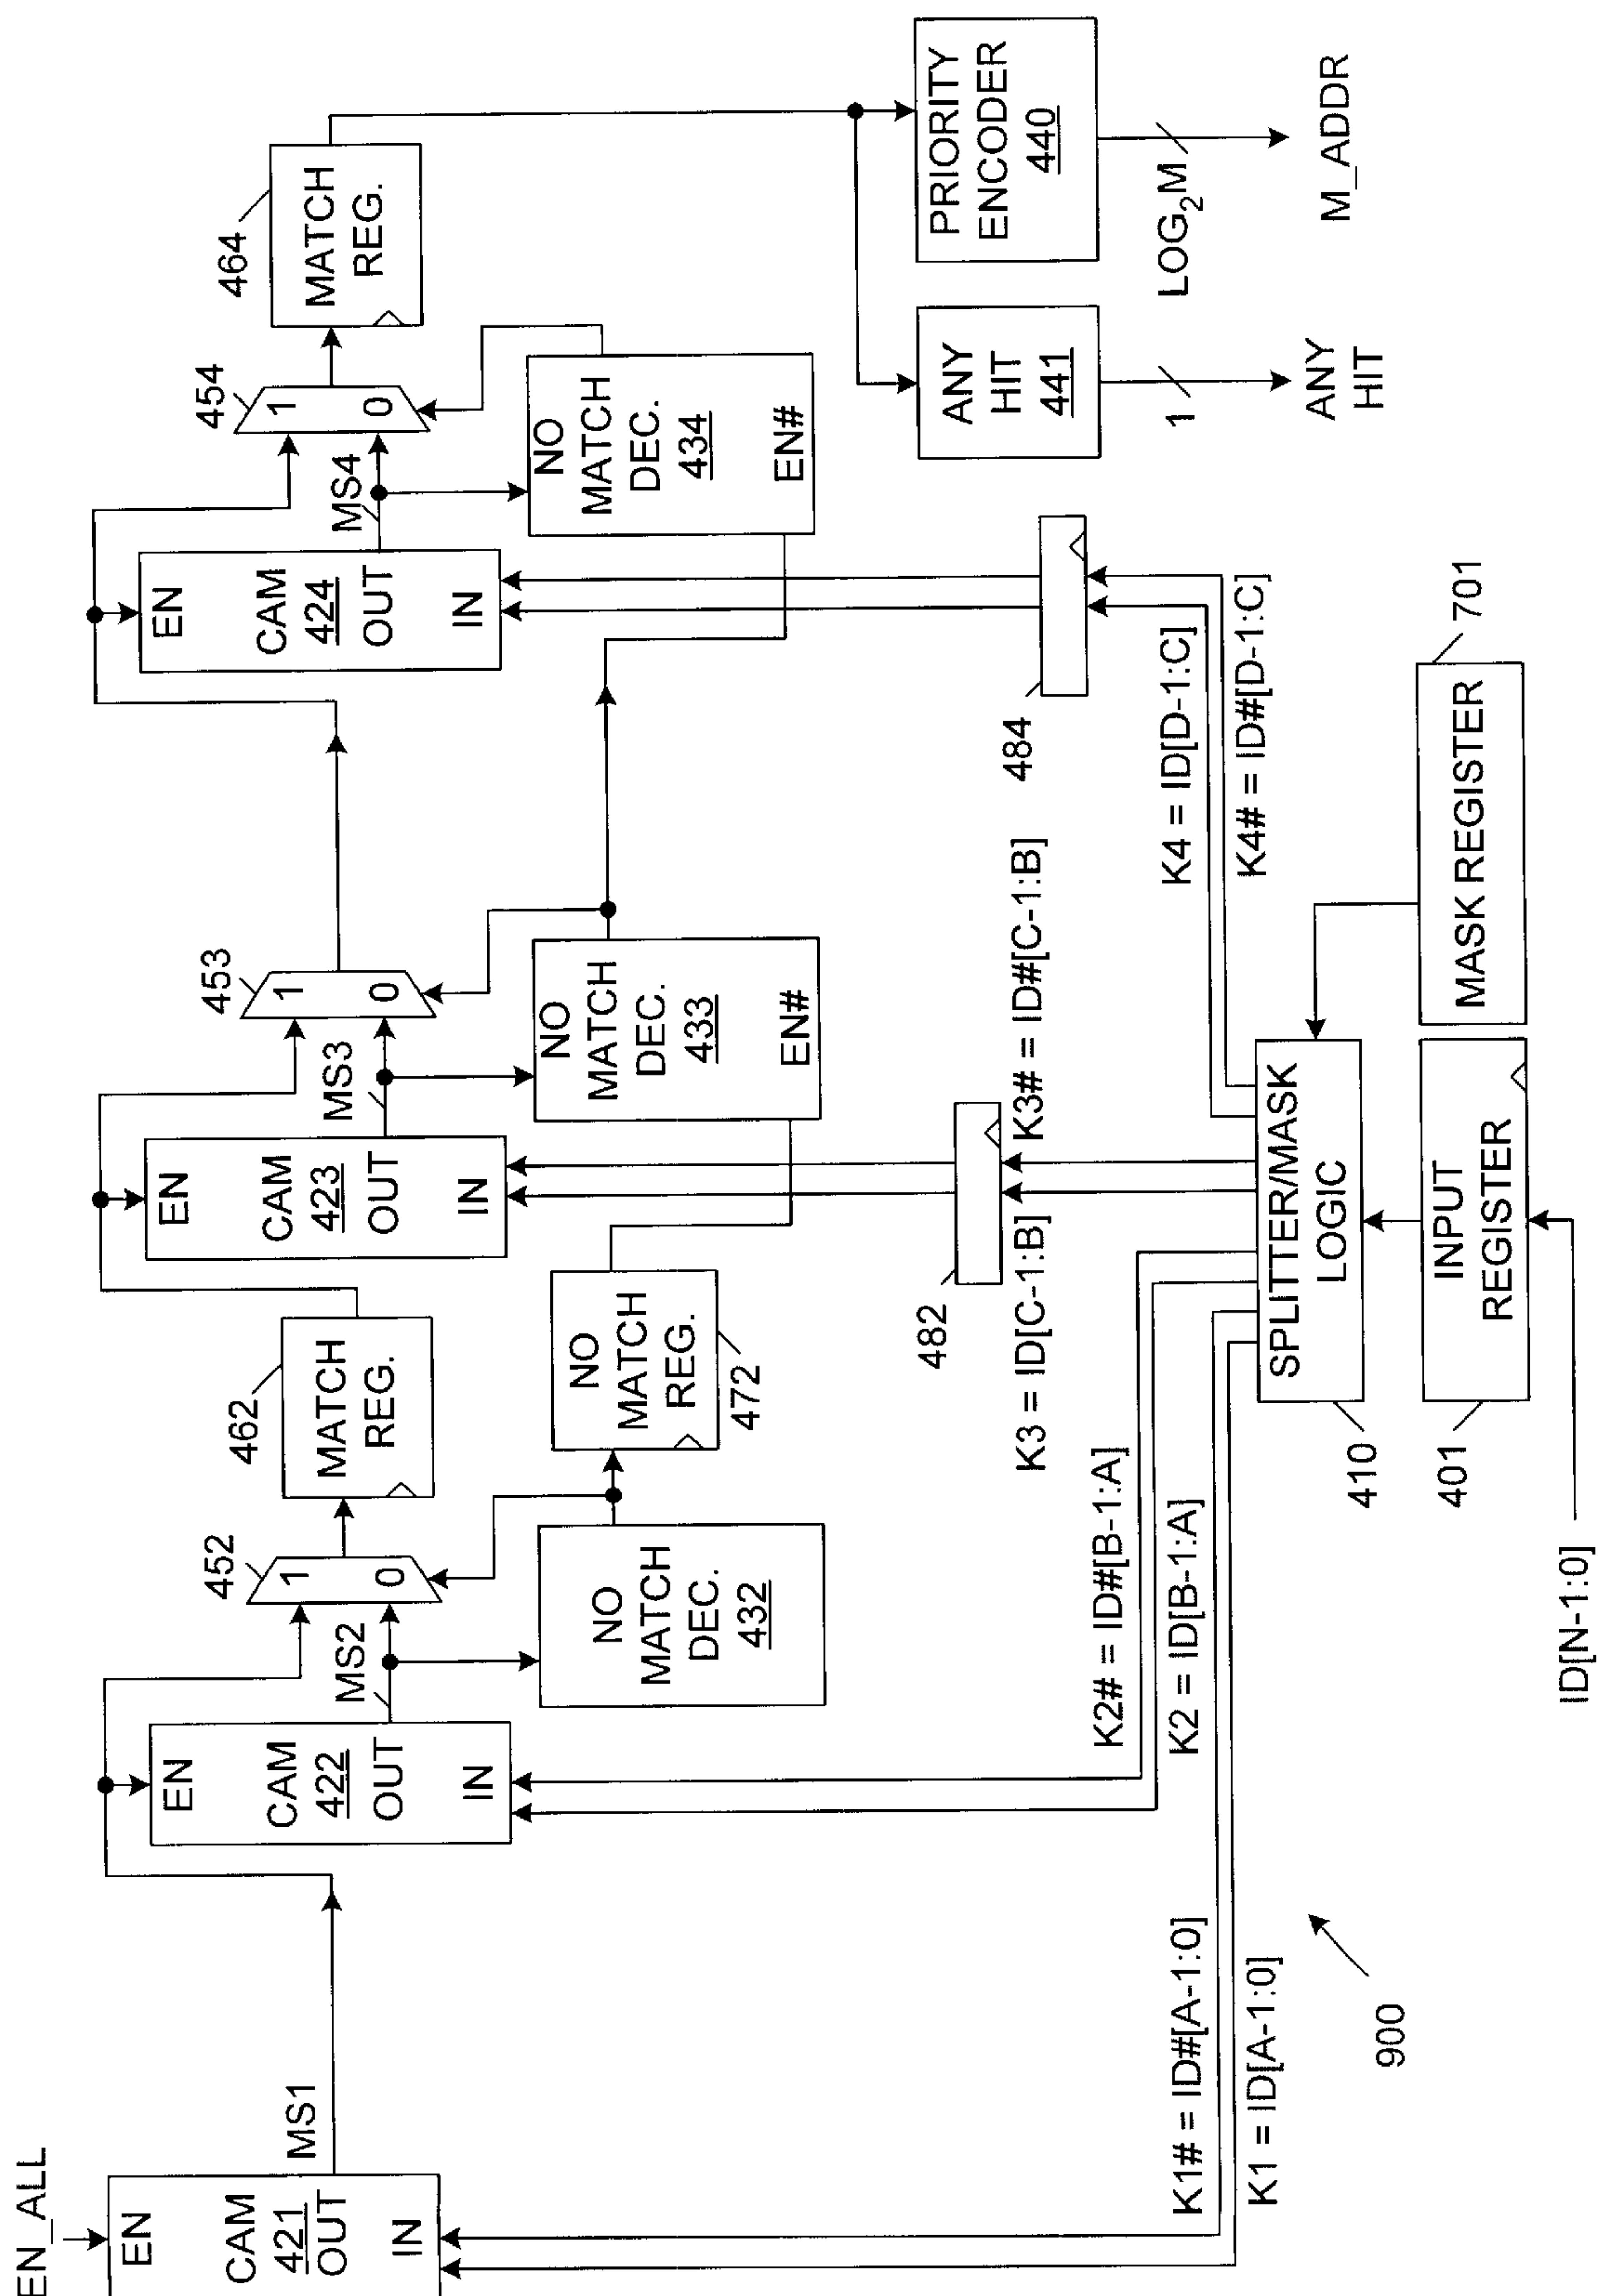 EN_ALL
EN
CAM
421
OUT
IN
MS1
EN
CAM
422
OUT
IN
MS2
452
1
0
NO
MATCH
DEC.
432
462
MATCH
REG.
NO
MATCH
REG.
472
EN
CAM
423
OUT
IN
MS3
453
1
0
NO
MATCH
DEC.
433
EN#
EN
CAM
424
OUT
IN
MS4
454
1
0
NO
MATCH
DEC.
434
EN#
464
MATCH
REG.
ANY
HIT
441
PRIORITY
ENCODER
440
1
LOG2M
ANY
HIT
M_ADDR
482
484
K1# = ID#[A-1:0]
K1 = ID[A-1:0]
K2# = ID#[B-1:A]
K2 = ID[B-1:A]
K3 = ID[C-1:B]
K3# = ID#[C-1:B]
K4 = ID[D-1:C]
K4# = ID#[D-1:C]
SPLITTER/MASK
LOGIC
410
INPUT
REGISTER
401
MASK REGISTER
701
ID[N-1:0]
900